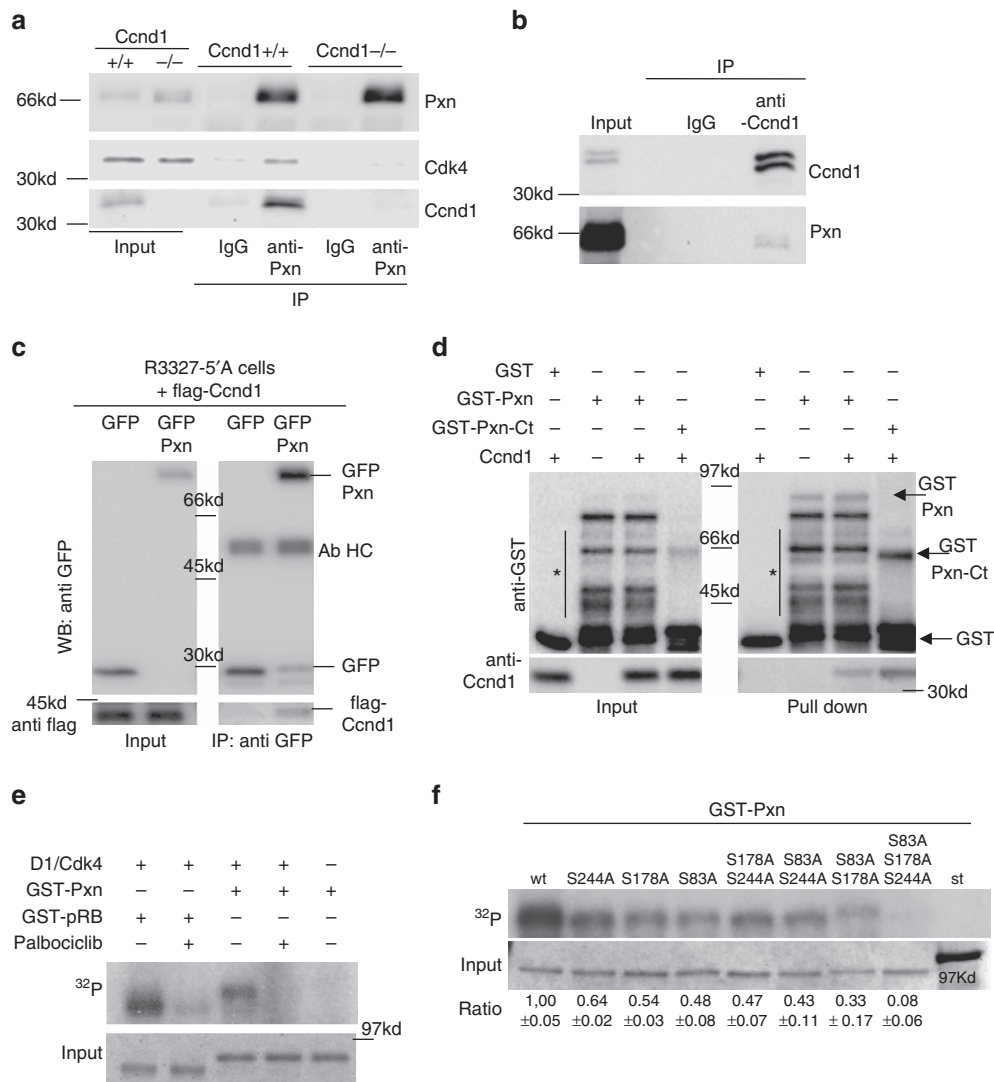 a
Ccnd1
+/+ –/–
Ccnd1+/+
Ccnd1–/–
66kd
Pxn
Cdk4
30kd
Ccnd1
30kd
Input
IgG
anti-
Pxn
IgG
anti-
Pxn
IP
b
IP
Input
IgG
anti
-Ccnd1
Ccnd1
30kd
66kd
Pxn
c
R3327-5′A cells
+ flag-Ccnd1
GFP
GFP
Pxn
GFP
GFP
Pxn
GFP
Pxn
66kd
Ab HC
45kd
WB: anti GFP
30kd
GFP
45kd
anti flag
flag-
Ccnd1
Input
IP: anti GFP
d
GST + – – – + – – –
GST-Pxn – + + – – + + –
GST-Pxn-Ct – – – + – – – +
Ccnd1 + – + + + – + +
97kd
GST
Pxn
66kd
GST
Pxn-Ct
anti-GST
*
*
45kd
GST
anti-
Ccnd1
30kd
Input
Pull down
e
D1/Cdk4 + + + + –
GST-Pxn – – + + +
GST-pRB + + – – –
Palbociclib – + – + –
32P
97kd
Input
f
GST-Pxn
wt
S244A
S178A
S83A
S178A
S244A
S83A
S244A
S83A
S178A
S83A
S178A
S244A
st
32P
Input
97Kd
Ratio
1,00 0.64 0.54 0.48 0.47 0.43 0.33 0.08
±0.05 ±0.02 ±0.03 ±0.08 ±0.07 ±0.11 ± 0.17 ±0.06